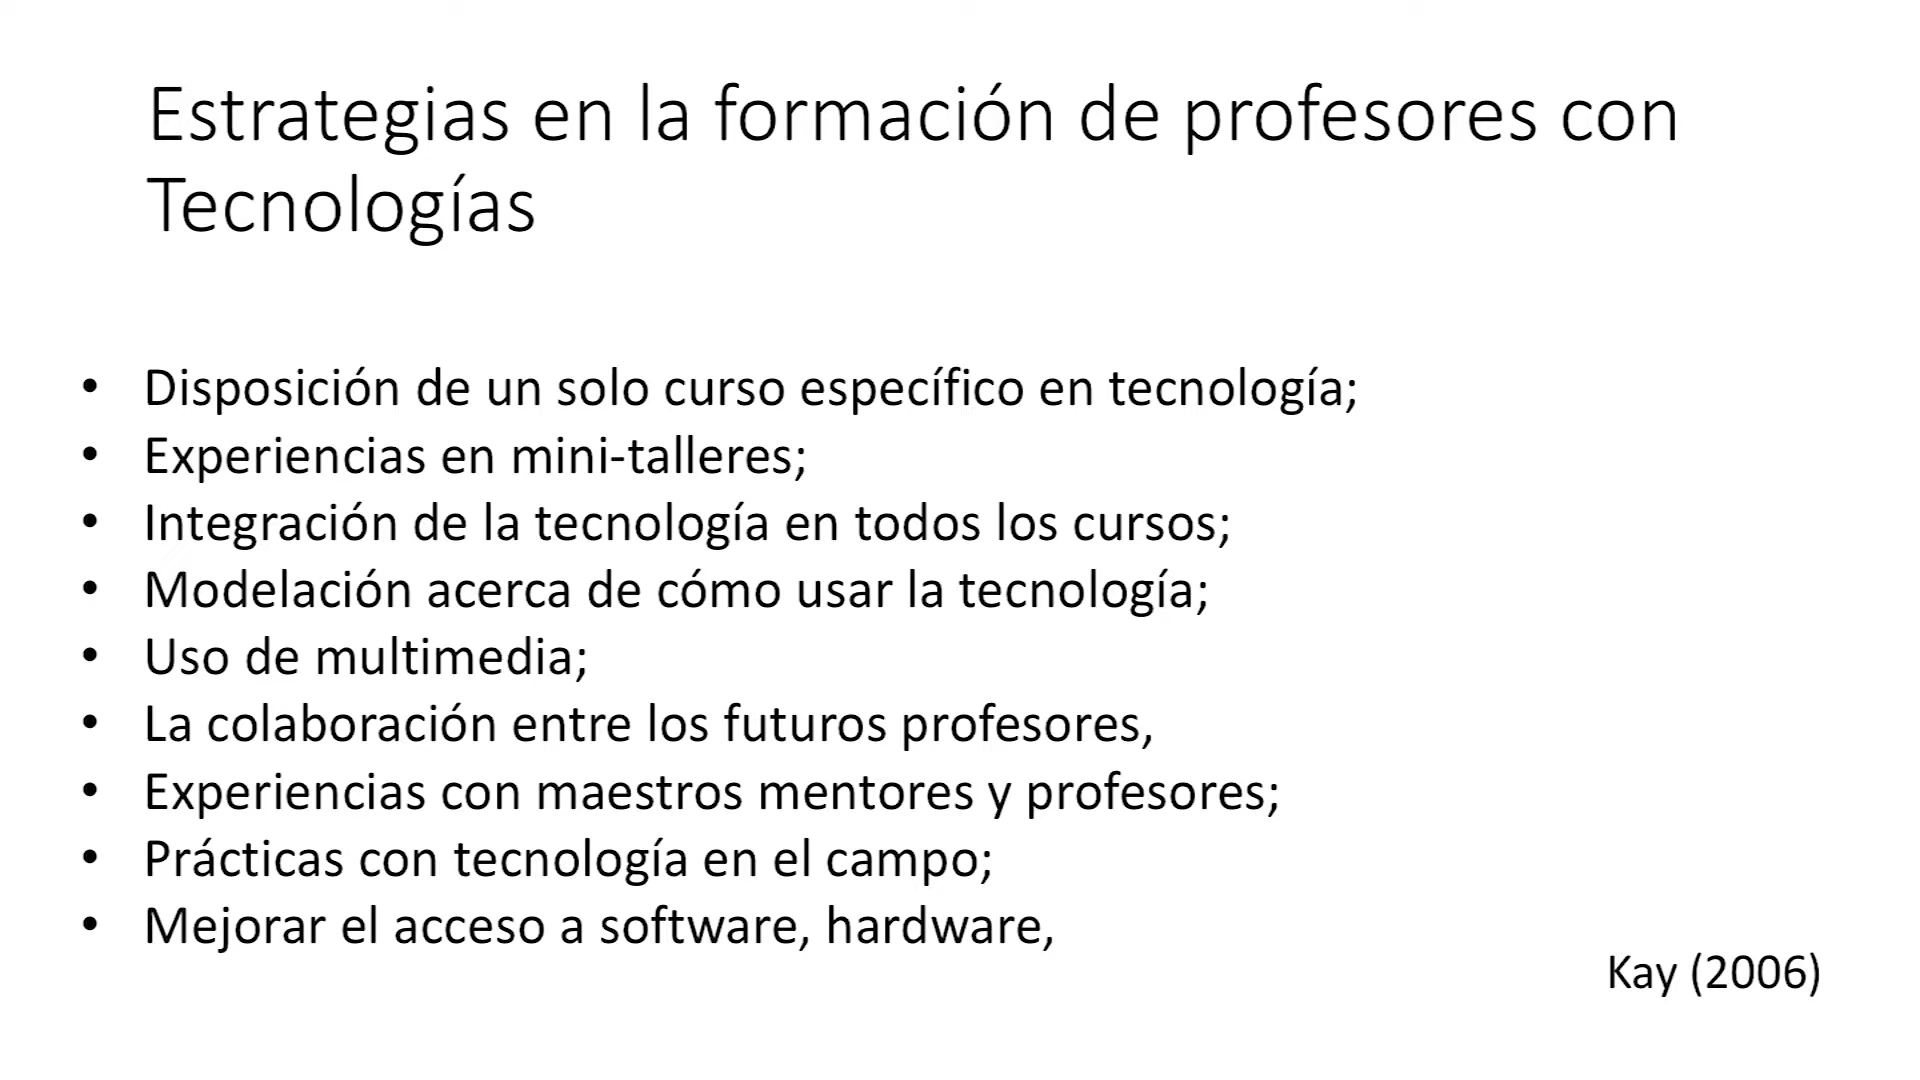 Estrategias en la formación de profesores con
Tecnologías
• Disposición de un solo curso específico en tecnología;
• Experiencias en mini-talleres;
• Integración de la tecnología en todos los cursos;
• Modelación acerca de cómo usar la tecnología;
• Uso de multimedia;
• La colaboración entre los futuros profesores,
• Experiencias con maestros mentores y profesores;
• Prácticas con tecnología en el campo;
• Mejorar el acceso a software, hardware,
Kay (2006)